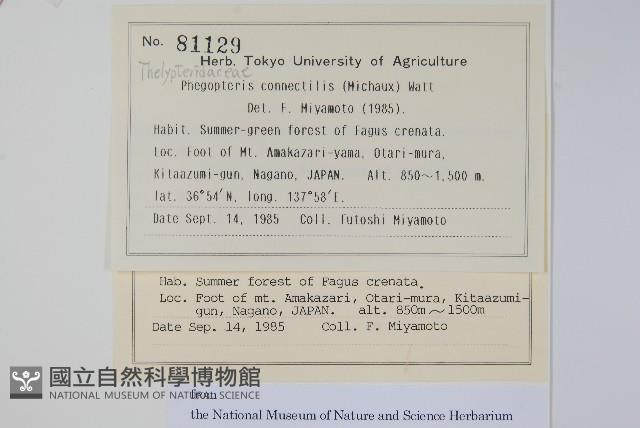 No. 81129
Herb. Tokyo University of Agriculture
Thelypteridaceae
Phegopteris connectilis (Michaux) Watt
Det. F. Miyamoto (1985).
Habit. Summer-green forest of Fagus crenata.
Loc. Foot of Mt. Amakazari-yama, Otari-mura,
Kitaazumi-gun, Nagano, JAPAN. Alt. 850～1,500 m,
lat. 36°54′N, long. 137°58′E.
Date Sept. 14, 1985 Coll. Futoshi Miyamoto
Hab. Summer forest of Fagus crenata.
Loc. Foot of mt. Amakazari, Otari-mura, Kitaazumi-
gun, Nagano, JAPAN. alt. 850m～1500m
Date Sep. 14, 1985 Coll. F. Miyamoto
國立自然科學博物館
NATIONAL MUSEUM OF NATURAL SCIENCE
from
the National Museum of Nature and Science Herbarium